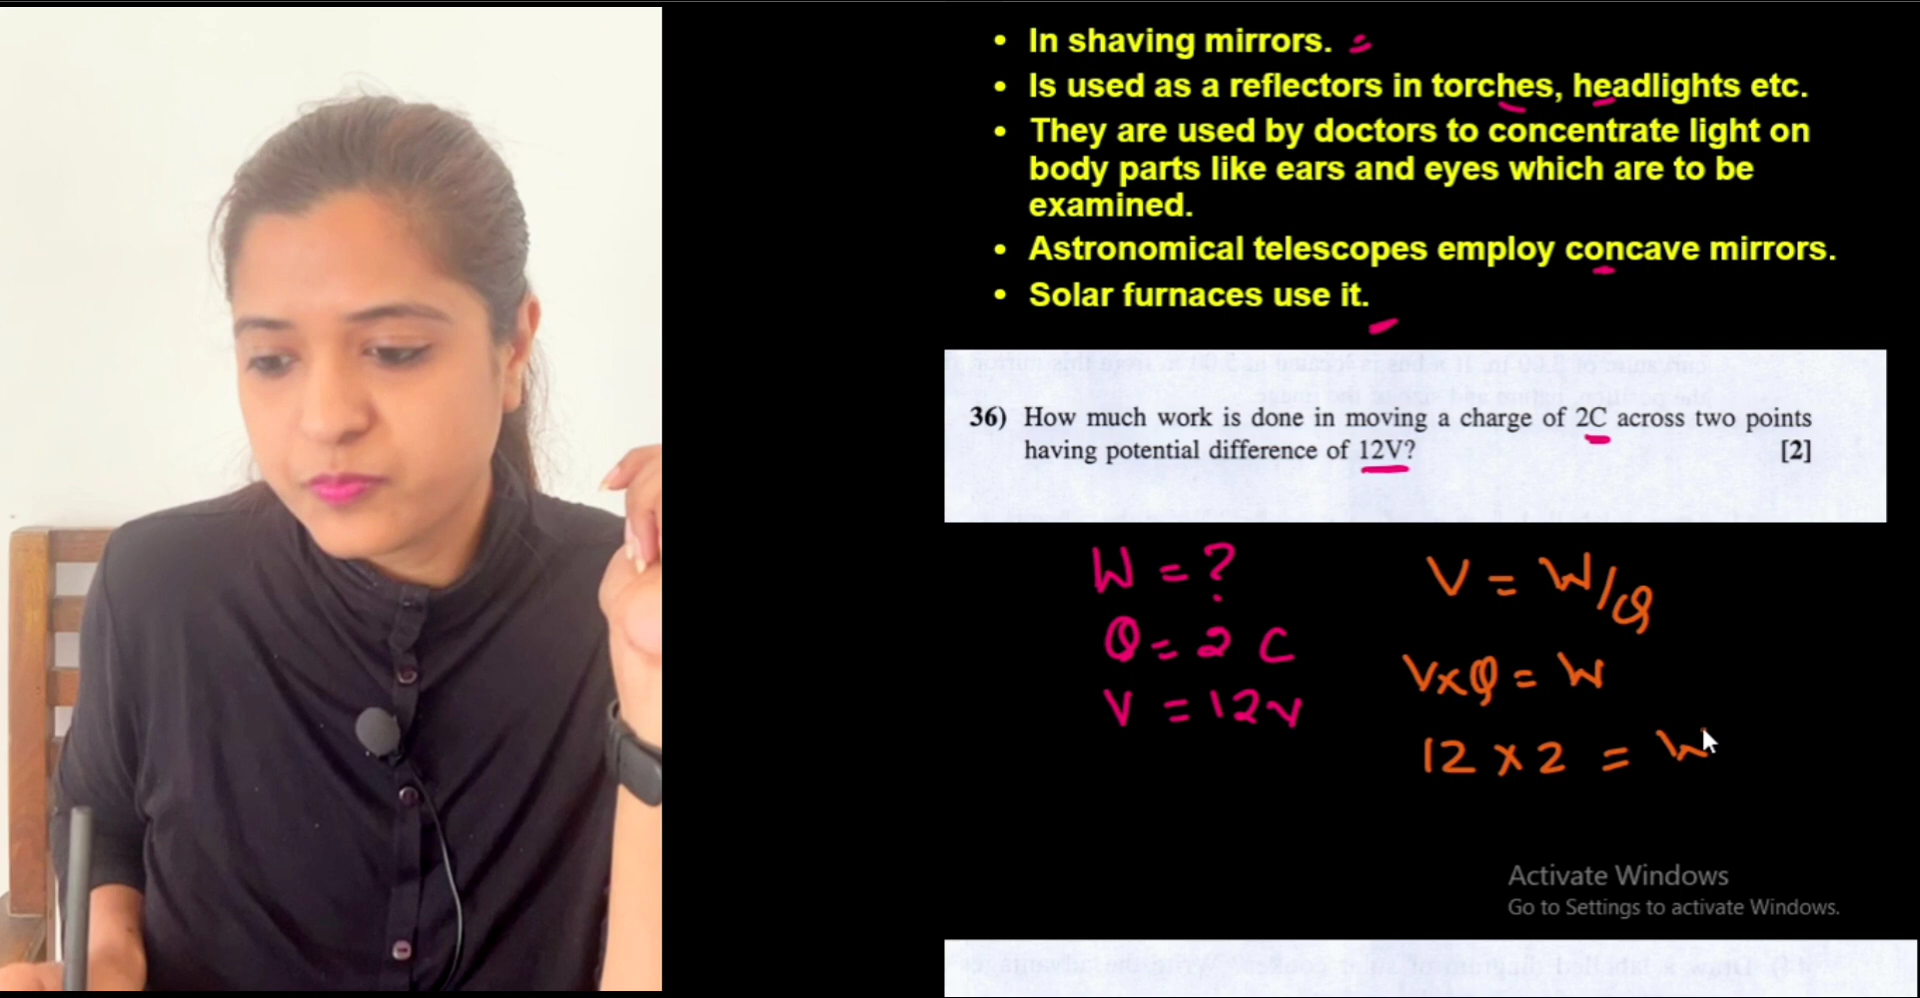 • In shaving mirrors.
• Is used as a reflectors in torches, headlights etc.
• They are used by doctors to concentrate light on
body parts like ears and eyes which are to be
examined.
• Astronomical telescopes employ concave mirrors.
• Solar furnaces use it.
36) How much work is done in moving a charge of 2C across two points
having potential difference of 12V? [2]
W = ?
Q = 2 C
V = 12V
V = W/Q
V×Q = W
12 × 2 = W
Activate Windows
Go to Settings to activate Windows.